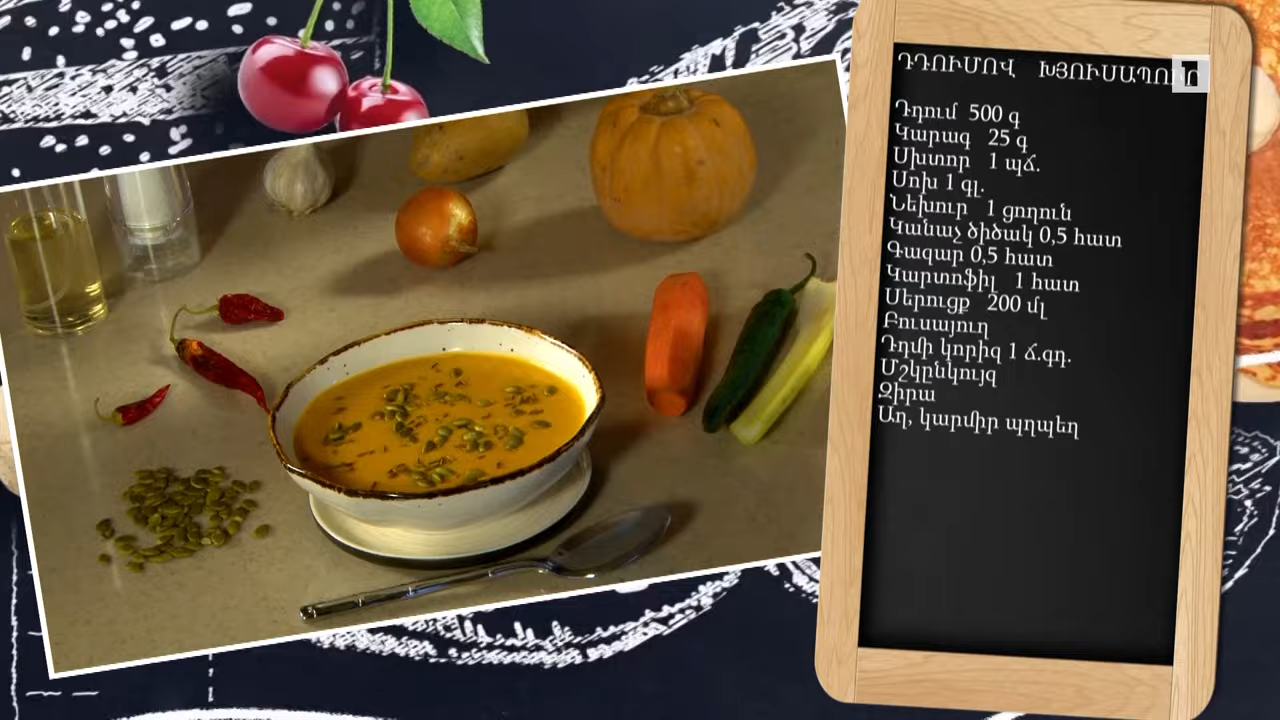 ԴԴՈՒՄՈՎ ԽՅՈՒՍԱՊՈՒՐ
Դդում 500 գ
Կարագ 25 գ
Սխտոր 1 պճ.
Սոխ 1 գլ.
Նեխուր 1 ցողուն
Կանաչ ծիծակ 0,5 հատ
Գազար 0,5 հատ
Կարտոֆիլ 1 հատ
Սերուցք 200 մլ
Բուսայուղ
Դդմի կորիզ 1 ճ.գդ.
Մշկընկույզ
Զիրա
Աղ, կարմիր պղպեղ